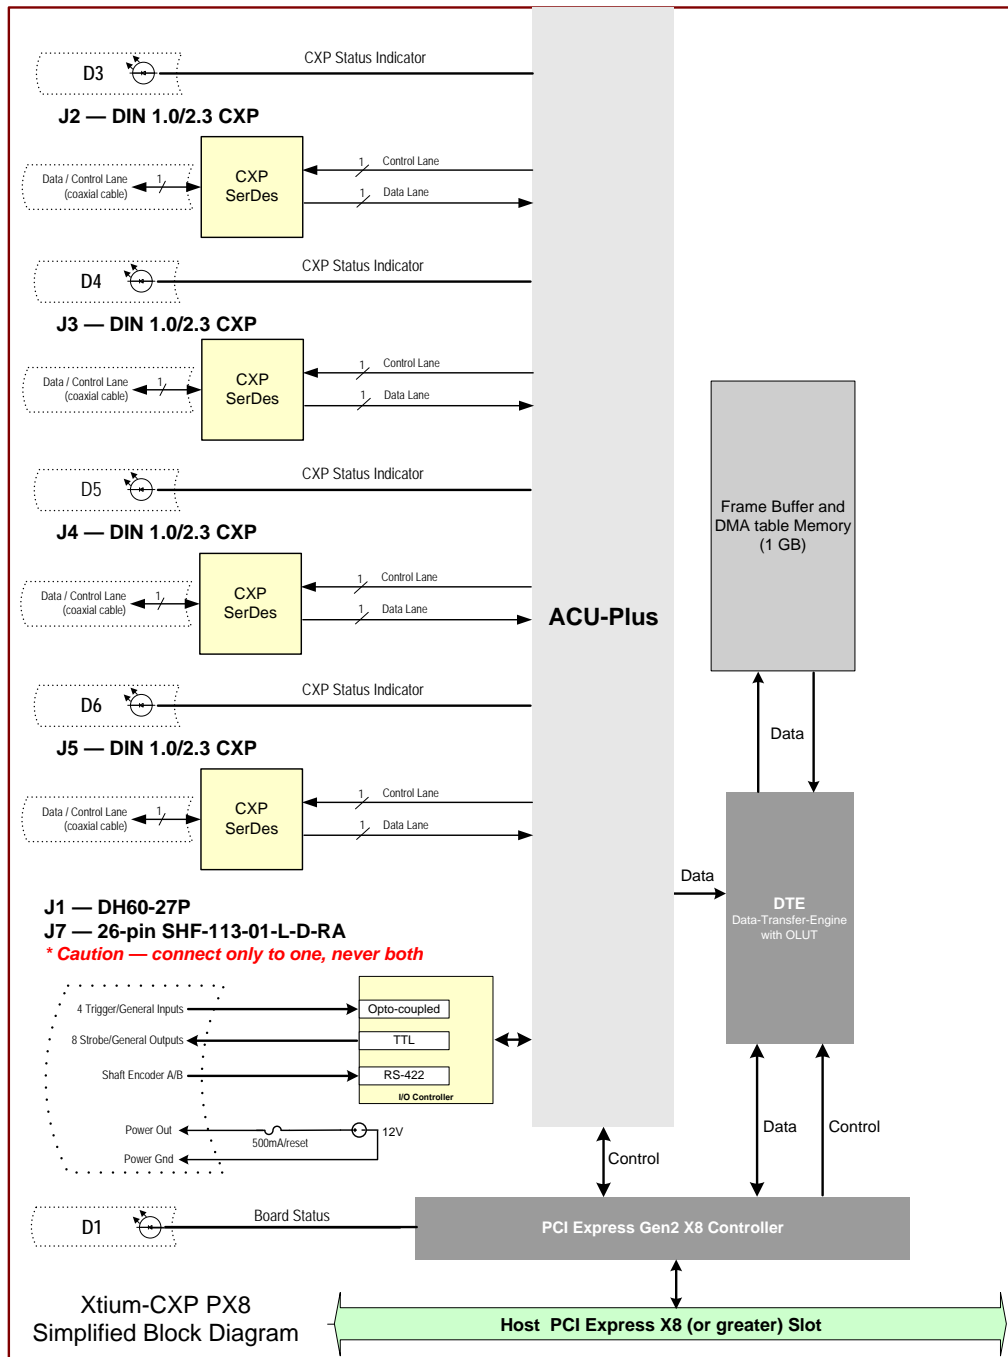 CXP Status Indicator
D3
J2 — DIN 1.0/2.3 CXP
Data / Control Lane
(coaxial cable)
1
CXP
SerDes
1
Control Lane
1
Data Lane
CXP Status Indicator
D4
J3 — DIN 1.0/2.3 CXP
Data / Control Lane
(coaxial cable)
1
CXP
SerDes
1
Control Lane
1
Data Lane
CXP Status Indicator
D5
J4 — DIN 1.0/2.3 CXP
Data / Control Lane
(coaxial cable)
1
CXP
SerDes
1
Control Lane
1
Data Lane
CXP Status Indicator
D6
J5 — DIN 1.0/2.3 CXP
Data / Control Lane
(coaxial cable)
1
CXP
SerDes
1
Control Lane
1
Data Lane
ACU-Plus
Frame Buffer and
DMA table Memory
(1 GB)
Data
Data
DTE
Data-Transfer-Engine
with OLUT
J1 — DH60-27P
J7 — 26-pin SHF-113-01-L-D-RA
* Caution — connect only to one, never both
4 Trigger/General Inputs
Opto-coupled
8 Strobe/General Outputs
TTL
Shaft Encoder A/B
RS-422
I/O Controller
Power Out
500mA/reset
12V
Power Gnd
Control
Data
Control
D1
Board Status
PCI Express Gen2 X8 Controller
Xtium-CXP PX8
Simplified Block Diagram
Host PCI Express X8 (or greater) Slot